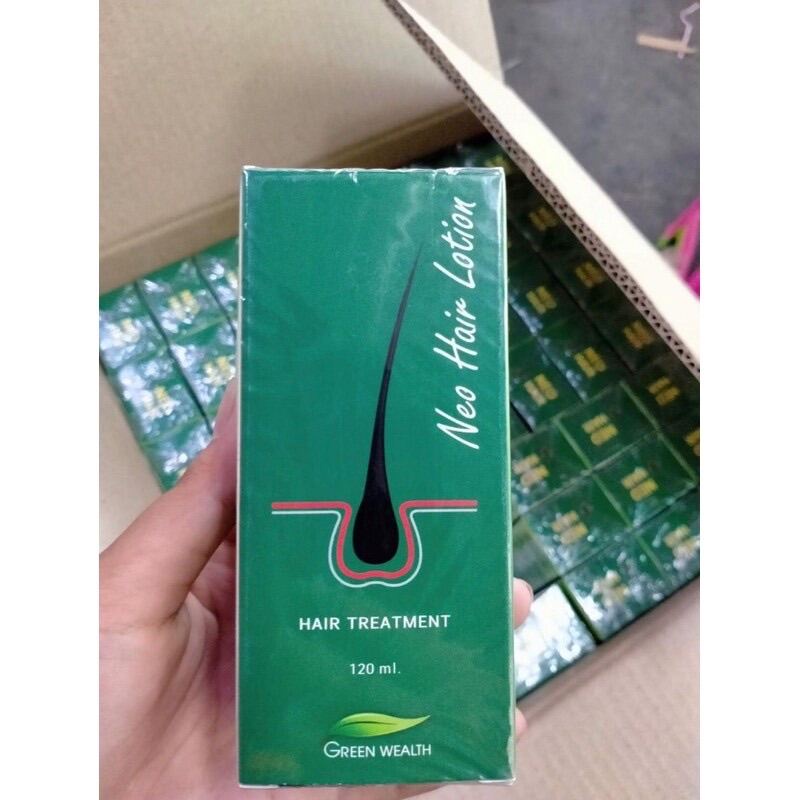 Neo Hair Lotion
HAIR TREATMENT
120 ml.
GREEN WEALTH